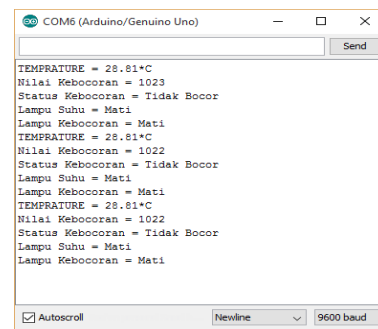 COM6 (Arduino/Genuino Uno)
Send
TEMPRATURE = 28.81*C
Nilai Kebocoran = 1023
Status Kebocoran = Tidak Bocor
Lampu Suhu = Mati
Lampu Kebocoran = Mati
TEMPRATURE = 28.81*C
Nilai Kebocoran = 1022
Status Kebocoran = Tidak Bocor
Lampu Suhu = Mati
Lampu Kebocoran = Mati
TEMPRATURE = 28.81*C
Nilai Kebocoran = 1022
Status Kebocoran = Tidak Bocor
Lampu Suhu = Mati
Lampu Kebocoran = Mati
Autoscroll Newline 9600 baud